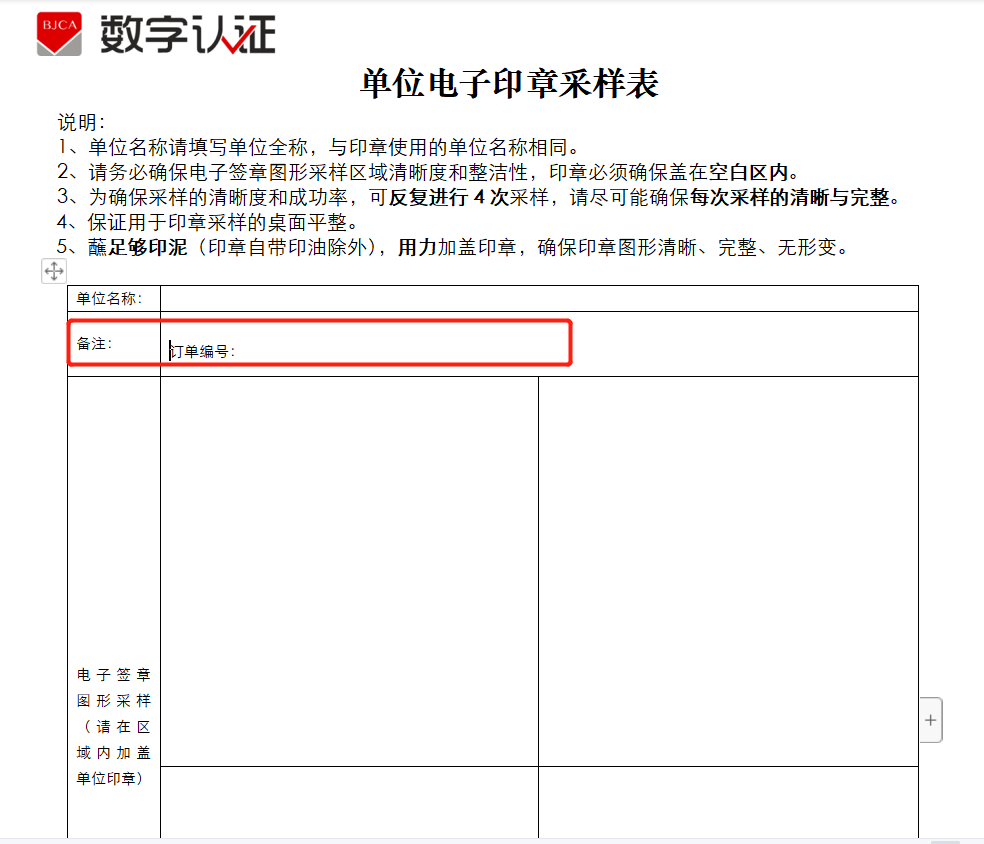 BJCA
数字认证
单位电子印章采样表
说明：
1、单位名称请填写单位全称，与印章使用的单位名称相同。
2、请务必确保电子签章图形采样区域清晰度和整洁性，印章必须确保盖在空白区内。
3、为确保采样的清晰度和成功率，可反复进行 4 次采样，请尽可能确保每次采样的清晰与完整。
4、保证用于印章采样的桌面平整。
5、蘸足够印泥（印章自带印油除外），用力加盖印章，确保印章图形清晰、完整、无形变。
单位名称：
备注：
订单编号：
电子签章
图形采样
（请在区
域内加盖
单位印章）